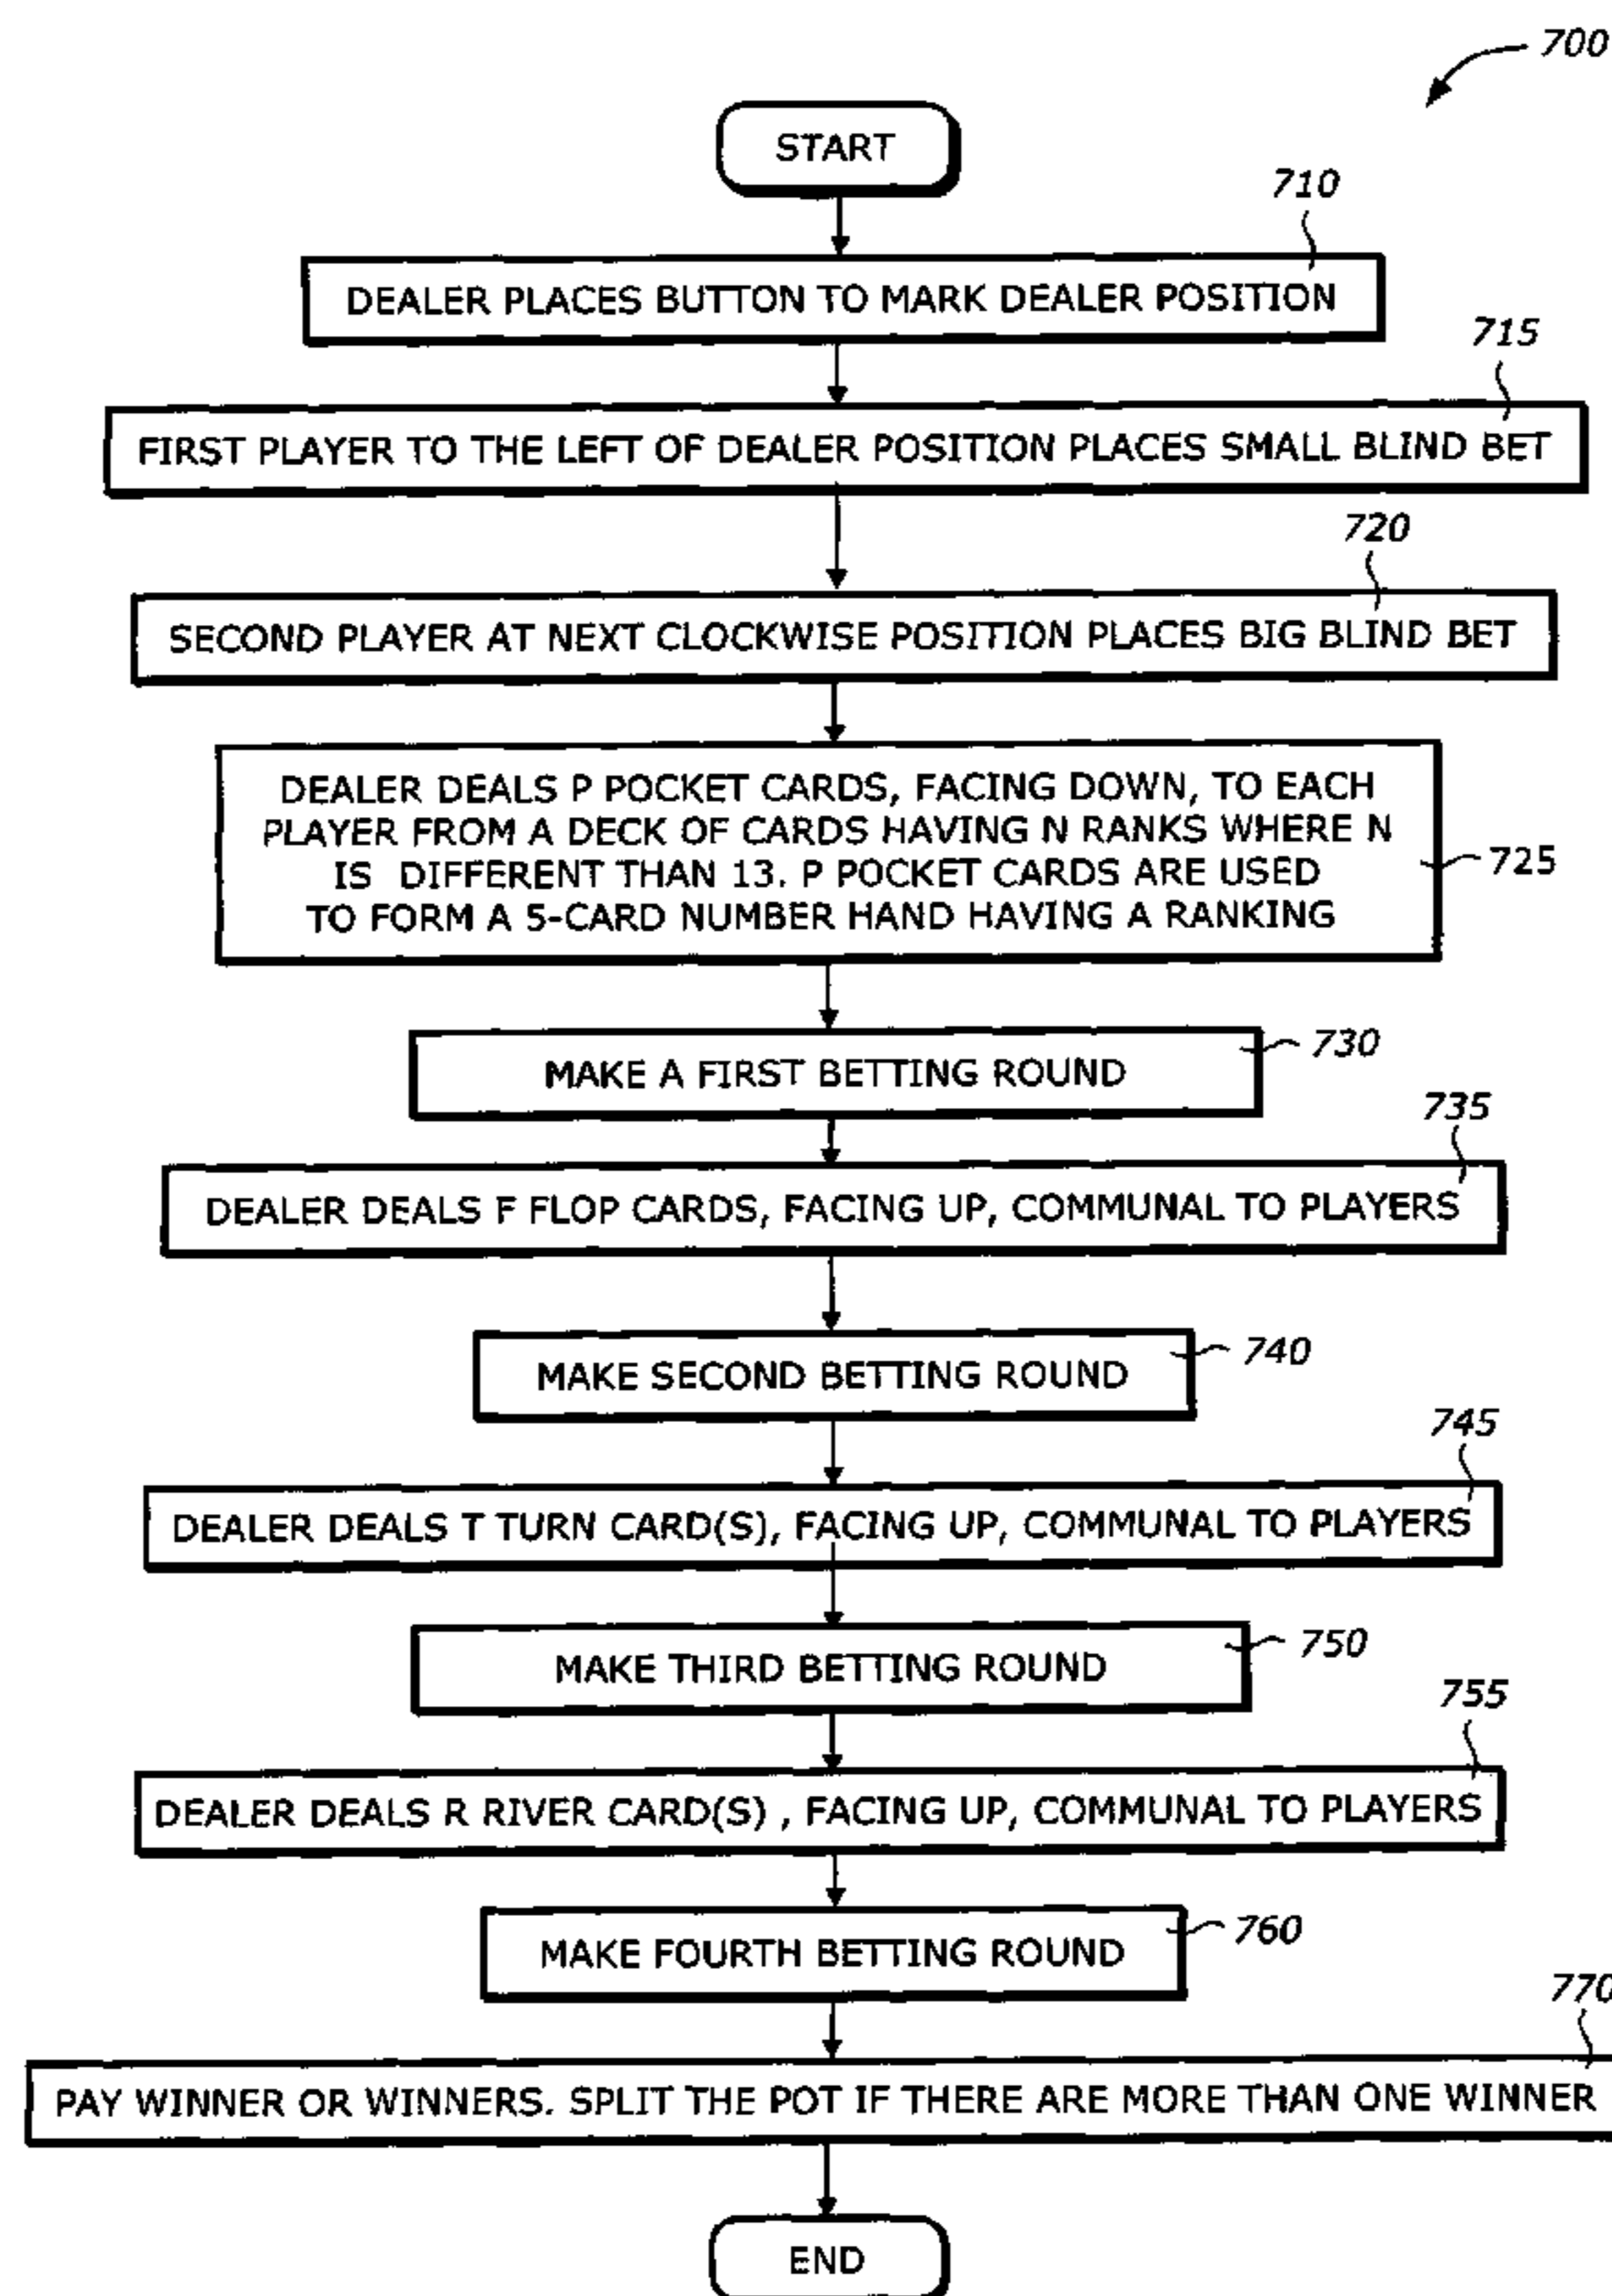 700
START
710
DEALER PLACES BUTTON TO MARK DEALER POSITION
715
FIRST PLAYER TO THE LEFT OF DEALER POSITION PLACES SMALL BLIND BET
720
SECOND PLAYER AT NEXT CLOCKWISE POSITION PLACES BIG BLIND BET
DEALER DEALS P POCKET CARDS, FACING DOWN, TO EACH
PLAYER FROM A DECK OF CARDS HAVING N RANKS WHERE N
IS DIFFERENT THAN 13. P POCKET CARDS ARE USED
TO FORM A 5-CARD NUMBER HAND HAVING A RANKING
725
MAKE A FIRST BETTING ROUND
730
735
DEALER DEALS F FLOP CARDS, FACING UP, COMMUNAL TO PLAYERS
MAKE SECOND BETTING ROUND
740
745
DEALER DEALS T TURN CARD(S), FACING UP, COMMUNAL TO PLAYERS
MAKE THIRD BETTING ROUND
750
755
DEALER DEALS R RIVER CARD(S) , FACING UP, COMMUNAL TO PLAYERS
MAKE FOURTH BETTING ROUND
760
770
PAY WINNER OR WINNERS. SPLIT THE POT IF THERE ARE MORE THAN ONE WINNER
END